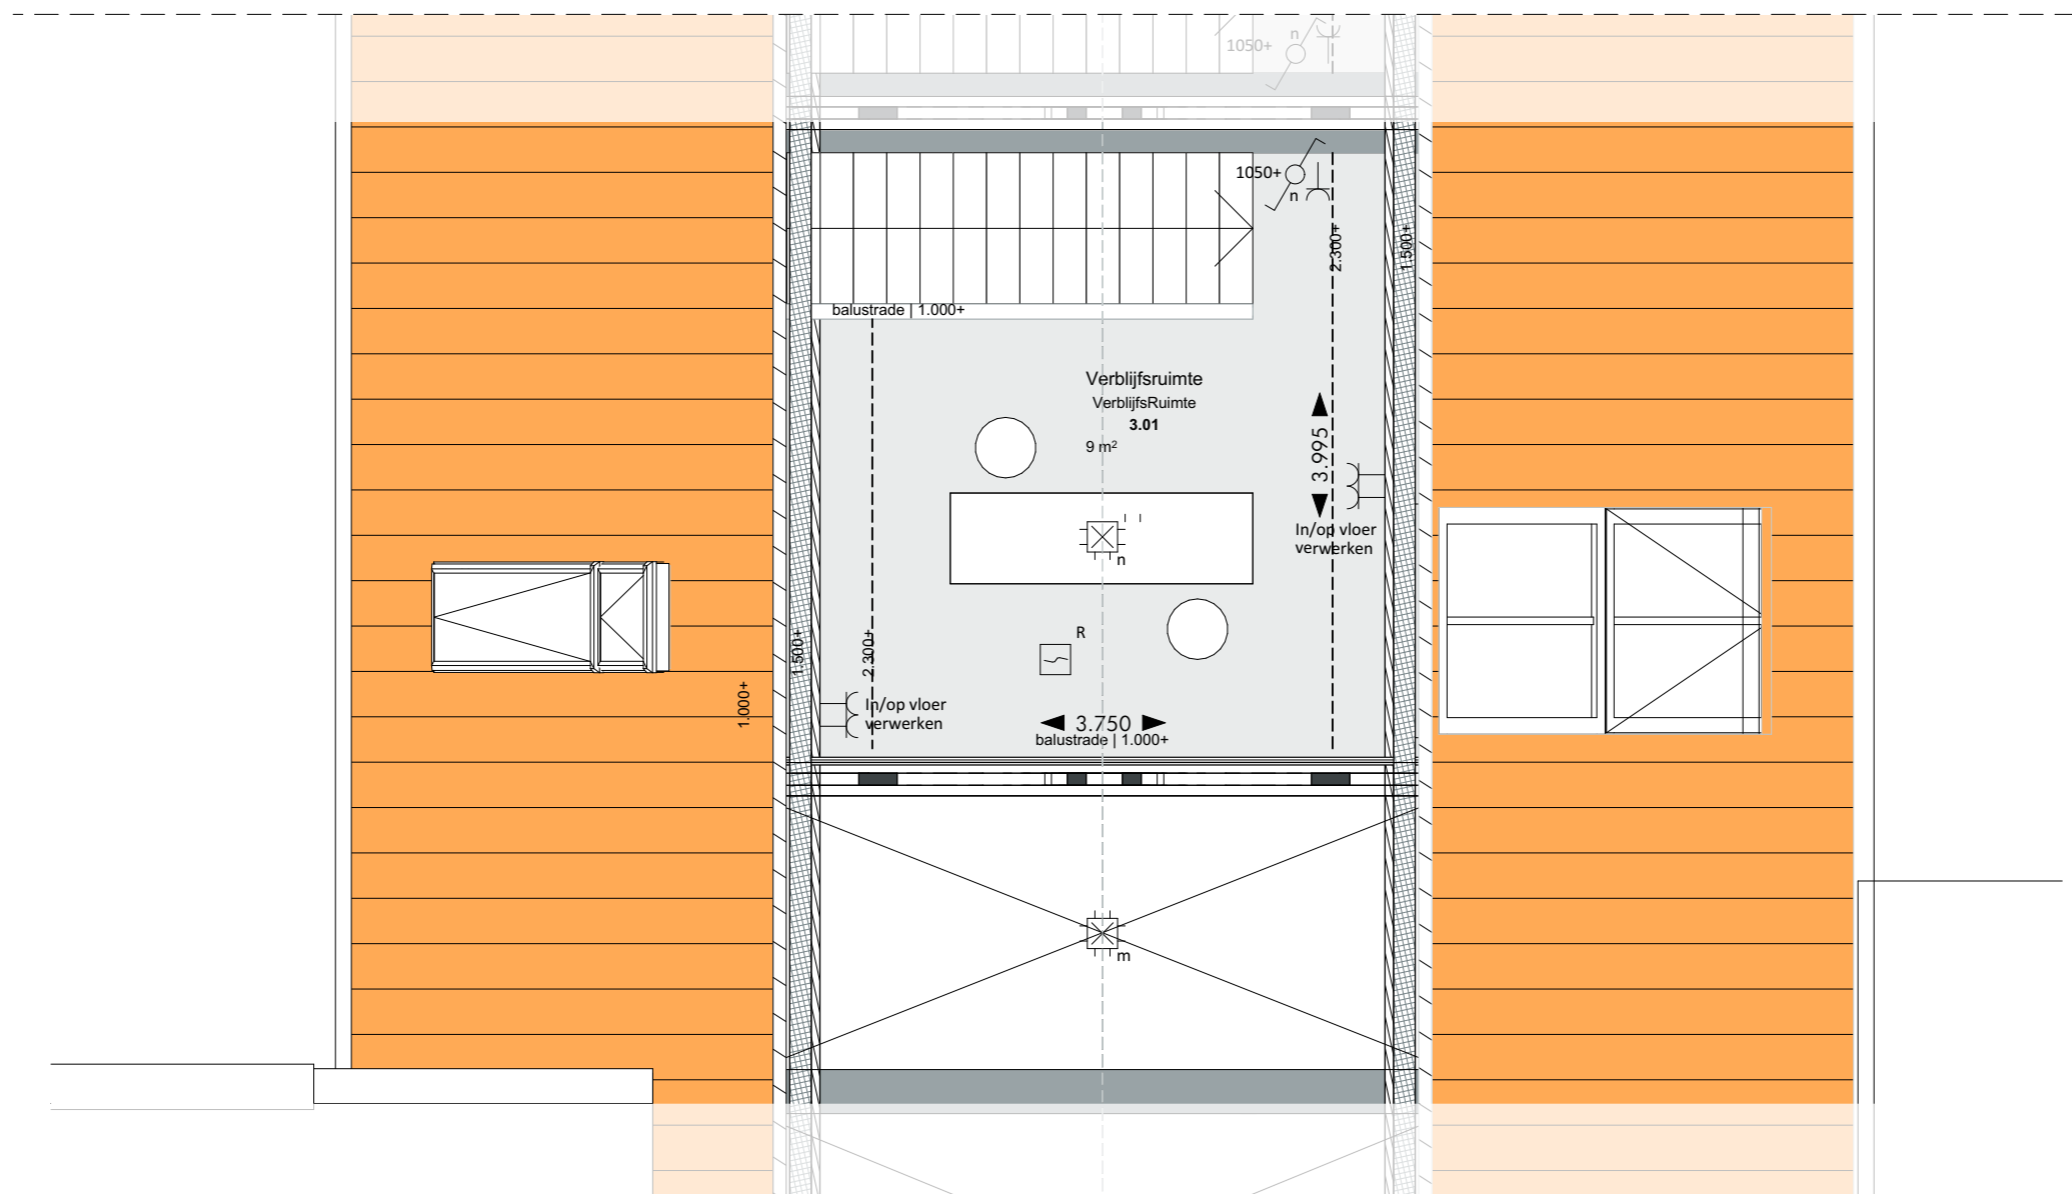 1050+
n
1050+
n
2.300+
1.500+
balustrade | 1.000+
Verblijfsruimte
VerblijfsRuimte
3.01
9 m²
3.995
In/op vloer
verwerken
n
R
1.500+
2.300+
1.000+
In/op vloer
verwerken
3.750
balustrade | 1.000+
m